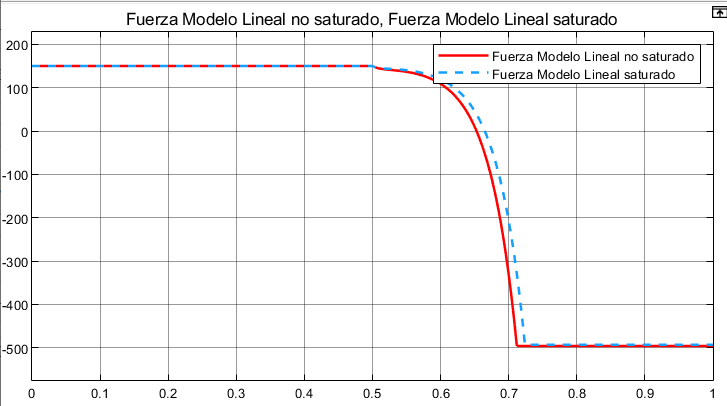 Fuerza Modelo Lineal no saturado, Fuerza Modelo Lineal saturado
Fuerza Modelo Lineal no saturado
Fuerza Modelo Lineal saturado
200
100
0
-100
-200
-300
-400
-500
0 0.1 0.2 0.3 0.4 0.5 0.6 0.7 0.8 0.9 1